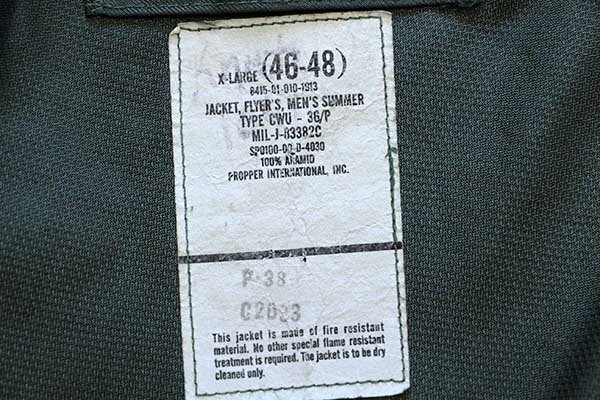 X-LARGE (46-48)
8415-01-010-1913
JACKET, FLYER'S, MEN'S SUMMER
TYPE CWU - 36/P
MIL-J-83382C
SP0100-00-D-4030
100% ARAMID
PROPPER INTERNATIONAL, INC.
P-38
C2023
This jacket is made of fire resistant
material. No other special flame resistant
treatment is required. The jacket is to be dry
cleaned only.